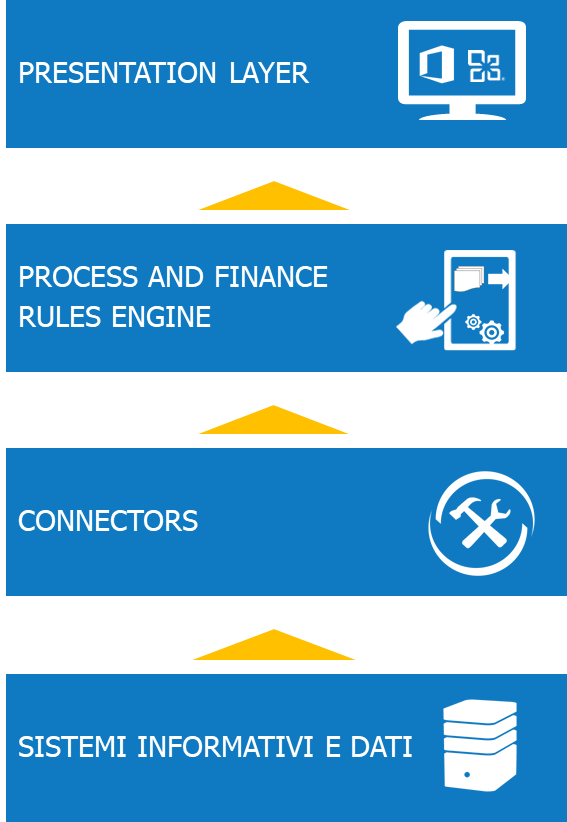 PRESENTATION LAYER
PROCESS AND FINANCE
RULES ENGINE
CONNECTORS
SISTEMI INFORMATIVI E DATI